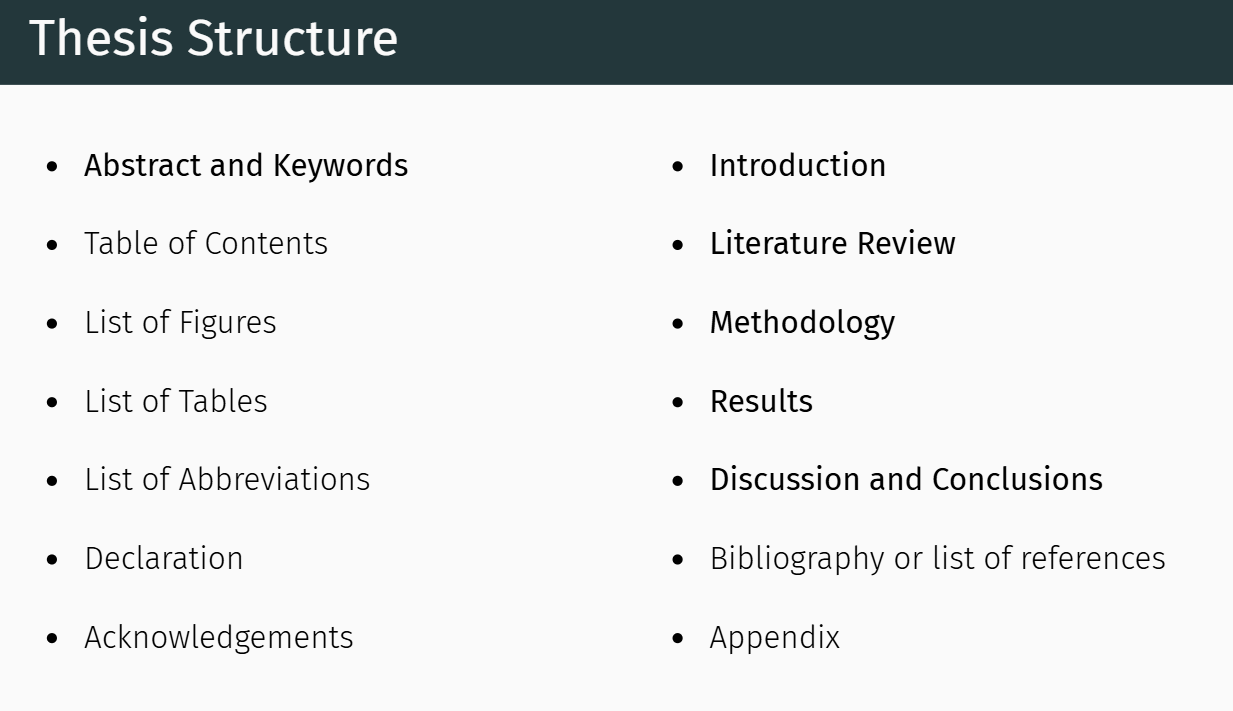 Thesis Structure
• Abstract and Keywords
• Table of Contents
• List of Figures
• List of Tables
• List of Abbreviations
• Declaration
• Acknowledgements
• Introduction
• Literature Review
• Methodology
• Results
• Discussion and Conclusions
• Bibliography or list of references
• Appendix